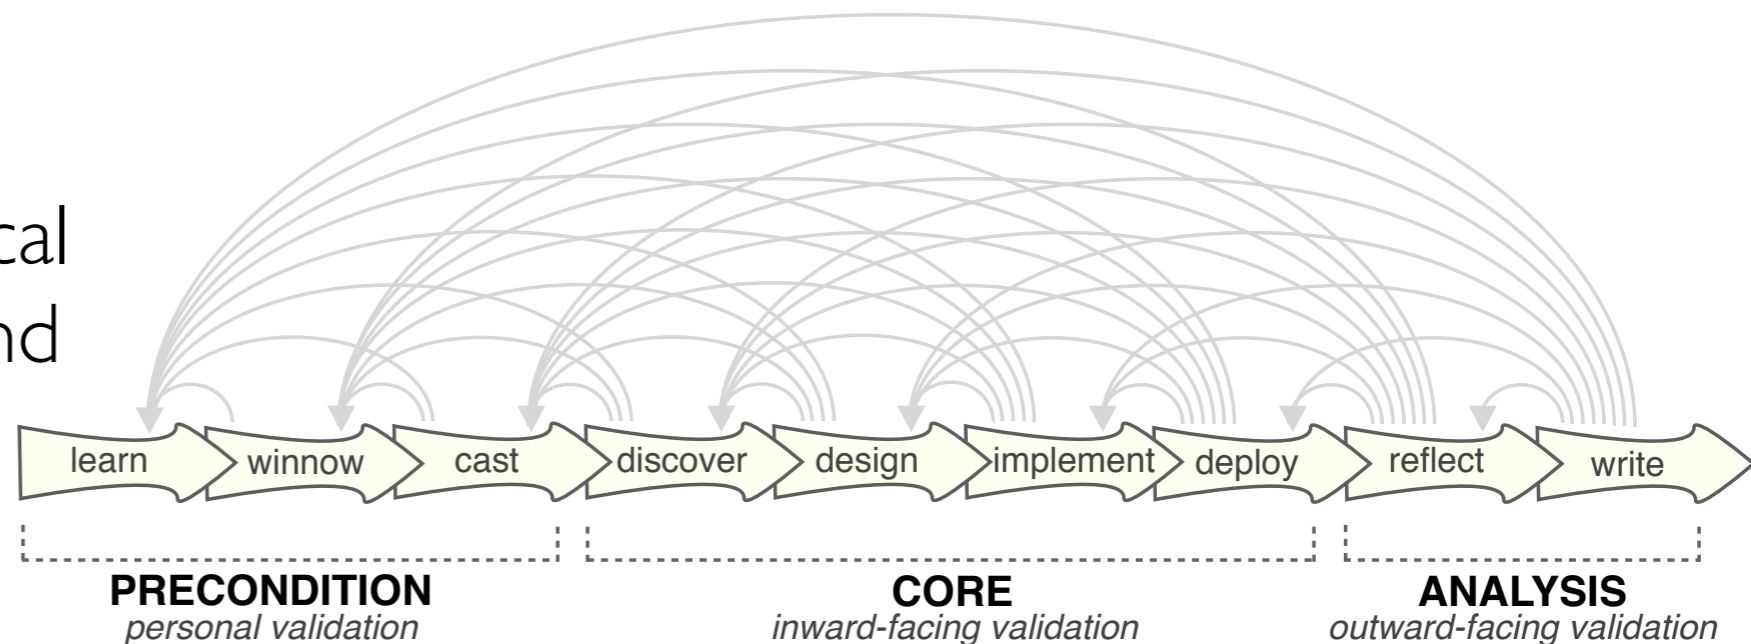 cal
nd
learn winnow cast discover design implement deploy reflect write
PRECONDITION CORE ANALYSIS
personal validation inward-facing validation outward-facing validation